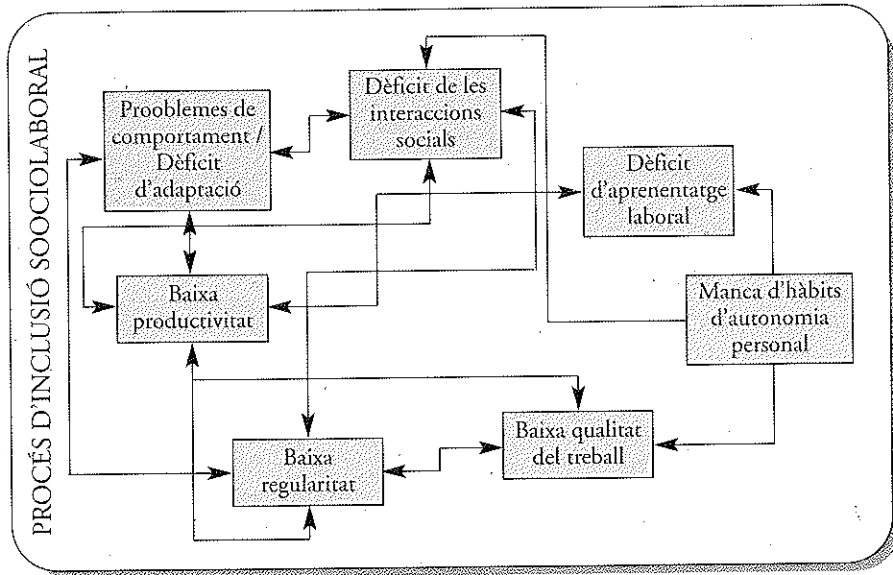 PROCÉS D'INCLUSIÓ SOOCIOLABORAL
Prooblemes de
comportament /
Dèficit
d'adaptació
Dèficit de les
interaccions
socials
Dèficit
d'aprenentatge
laboral
Baixa
productivitat
Manca d'hàbits
d'autonomia
personal
Baixa
regularitat
Baixa qualitat
del treball